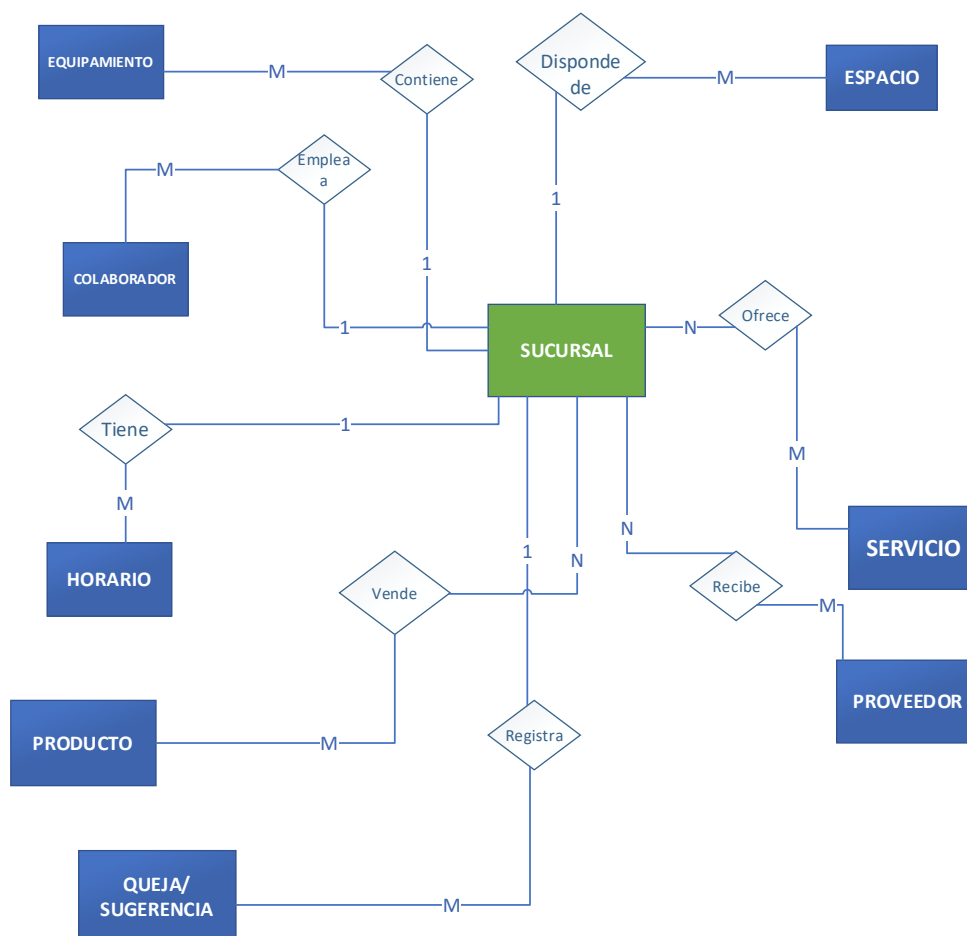 EQUIPAMIENTO
M
Contiene
Disponde
de
M
ESPACIO
M
Emplea
a
1
COLABORADOR
1
1
SUCURSAL
N
Ofrece
Tiene
1
M
M
HORARIO
1
N
N
SERVICIO
Vende
Recibe
M
PROVEEDOR
PRODUCTO
M
Registra
QUEJA/
SUGERENCIA
M